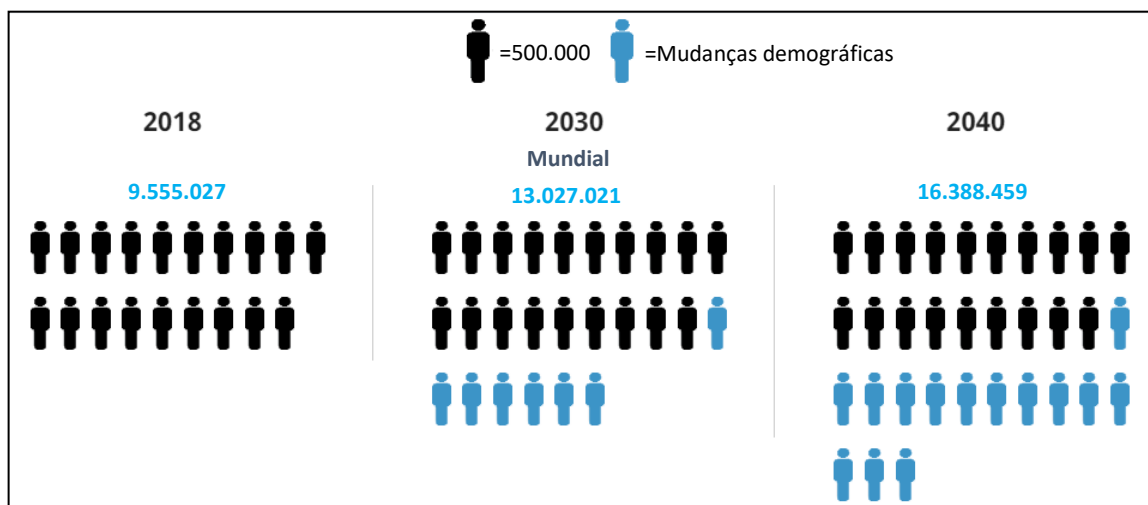 =500.000 =Mudanças demográficas
2018 2030 2040
Mundial
9.555.027 13.027.021 16.388.459